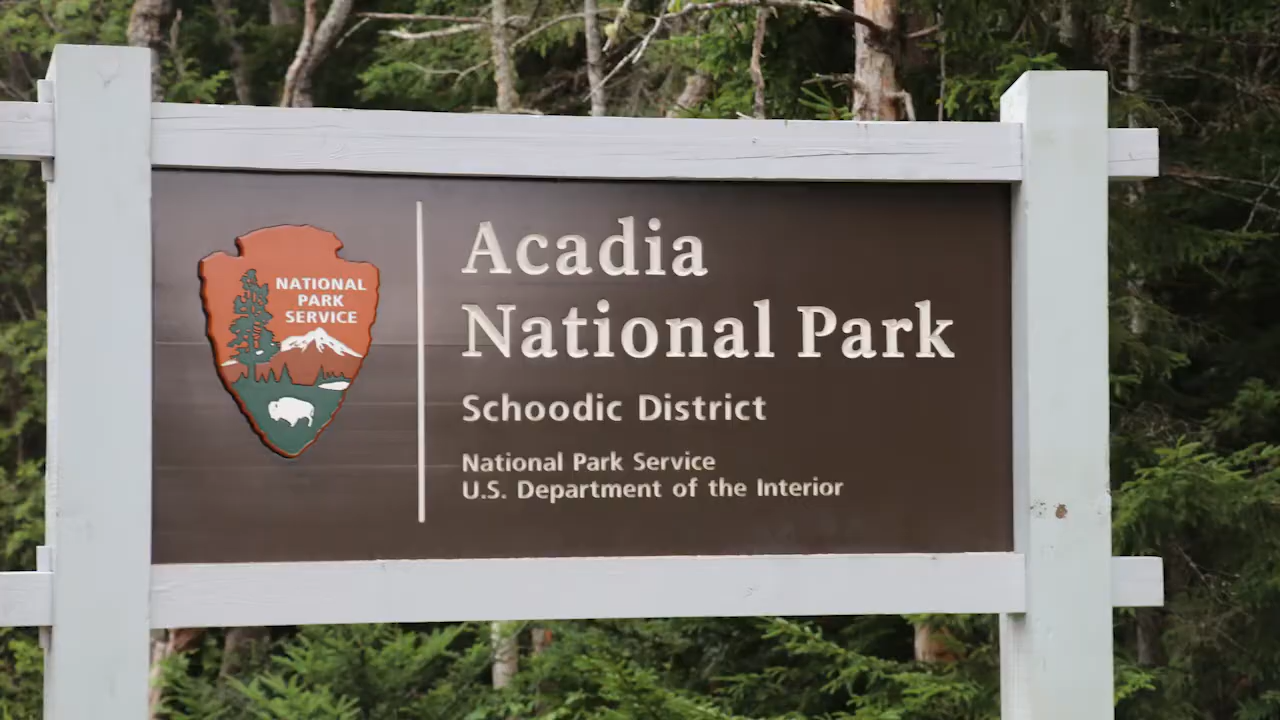 NATIONAL
PARK
SERVICE
Acadia
National Park
Schoodic District
National Park Service
U.S. Department of the Interior